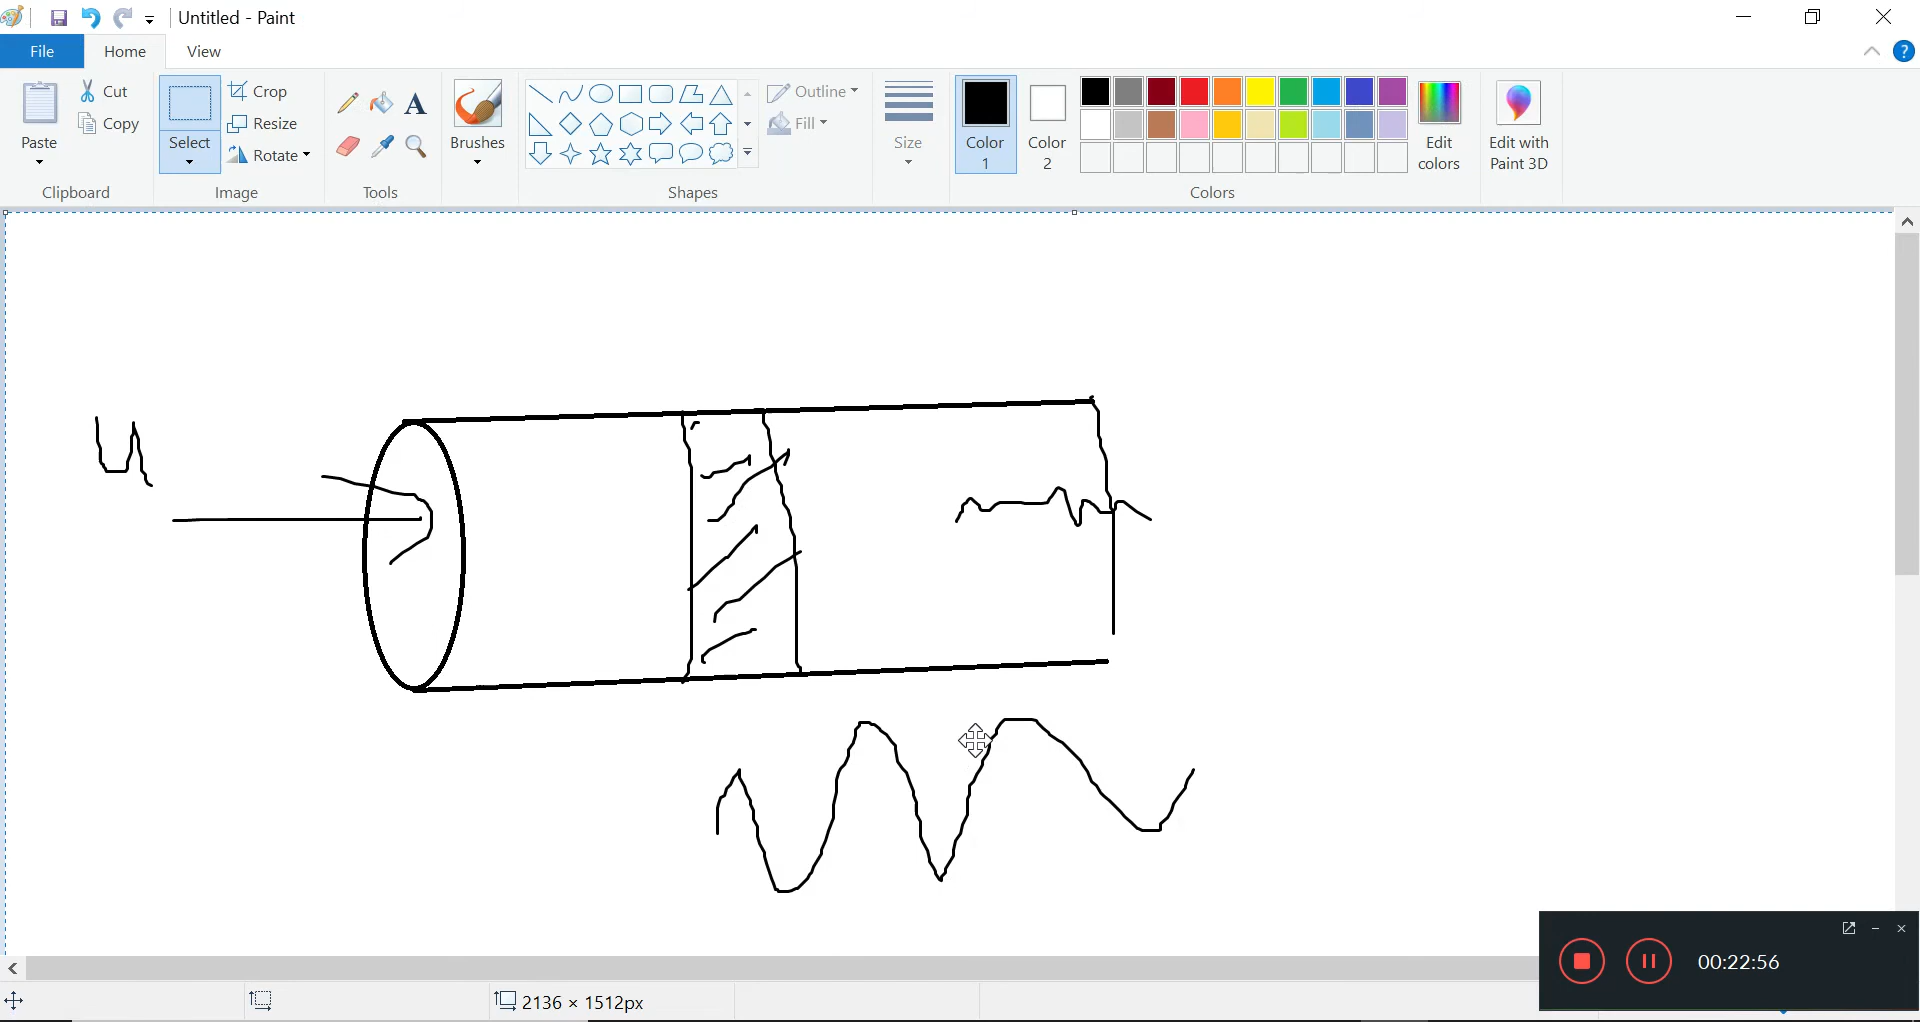 Untitled - Paint
File Home View
Paste
Cut
Copy
Clipboard
Select
Crop
Resize
Rotate
Image
A
Tools
Brushes
Outline
Fill
Shapes
Size
Color 1
Color 2
Edit colors
Colors
Edit with Paint 3D
?
u
00:22:56
2136 × 1512px